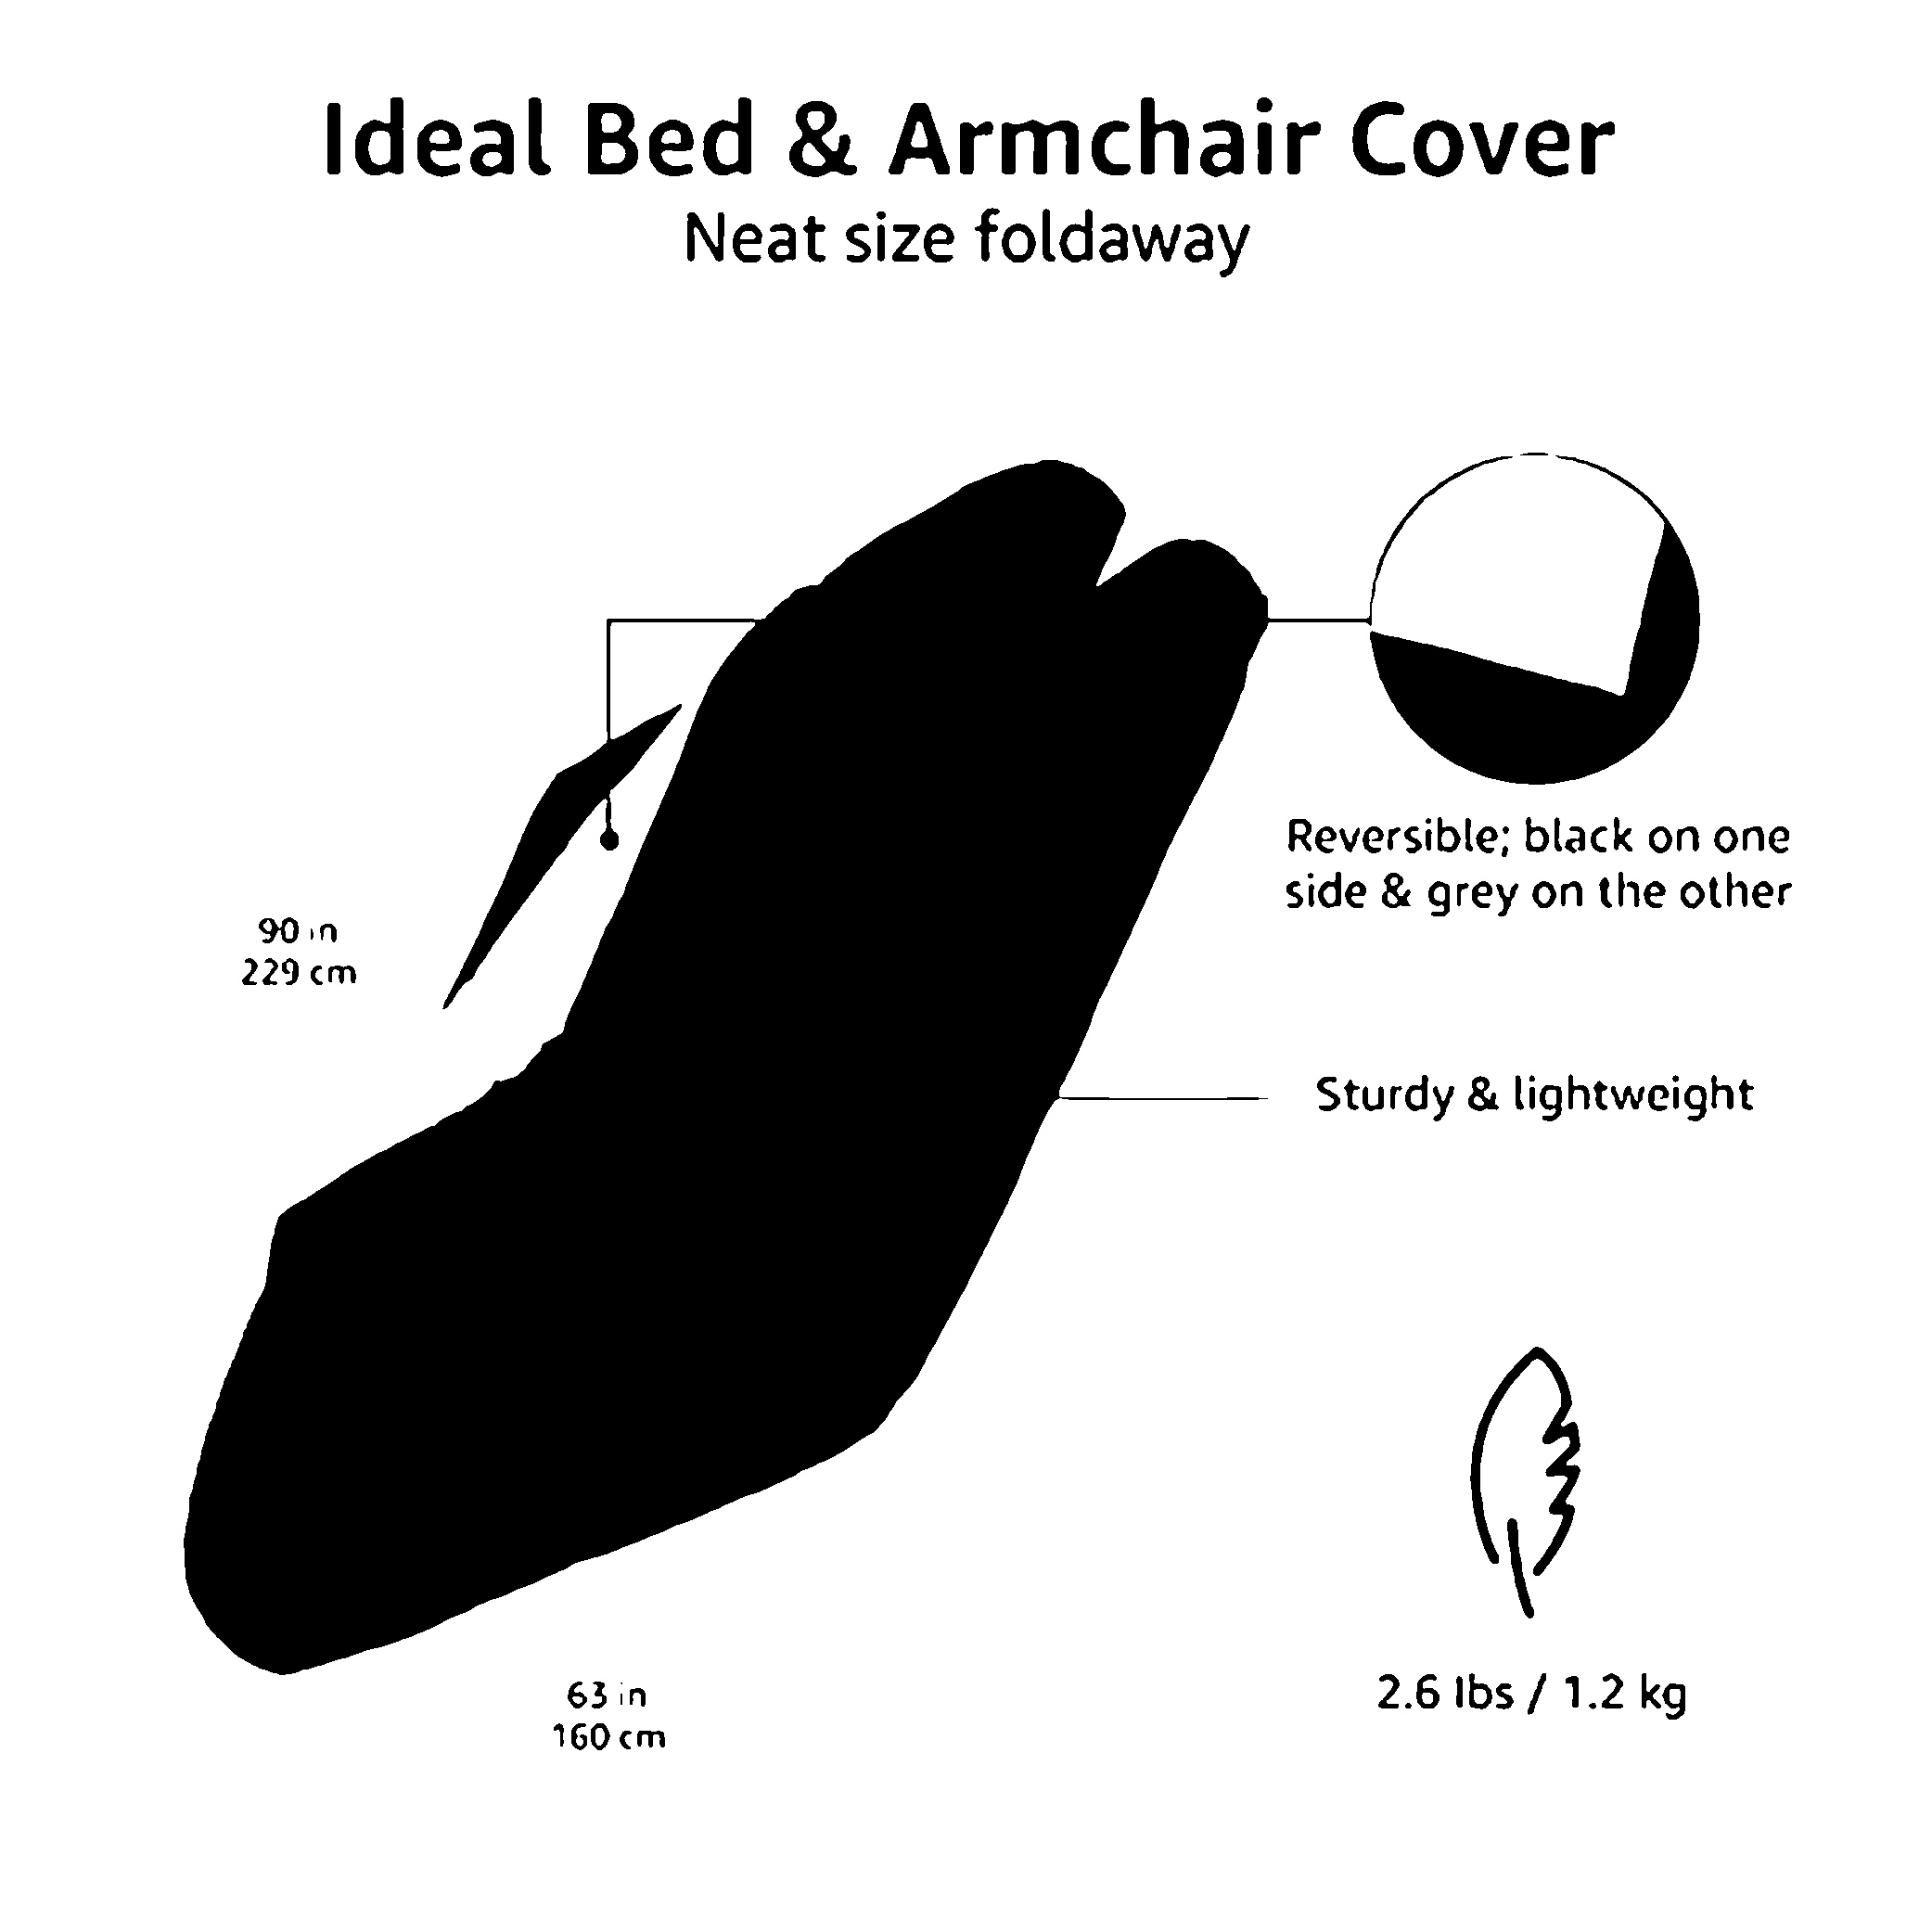 Ideal Bed & Armchair Cover
Neat size foldaway
Reversible; black on one
side & grey on the other
90 in
229 cm
Sturdy & lightweight
2.6 lbs / 1.2 kg
63 in
160 cm